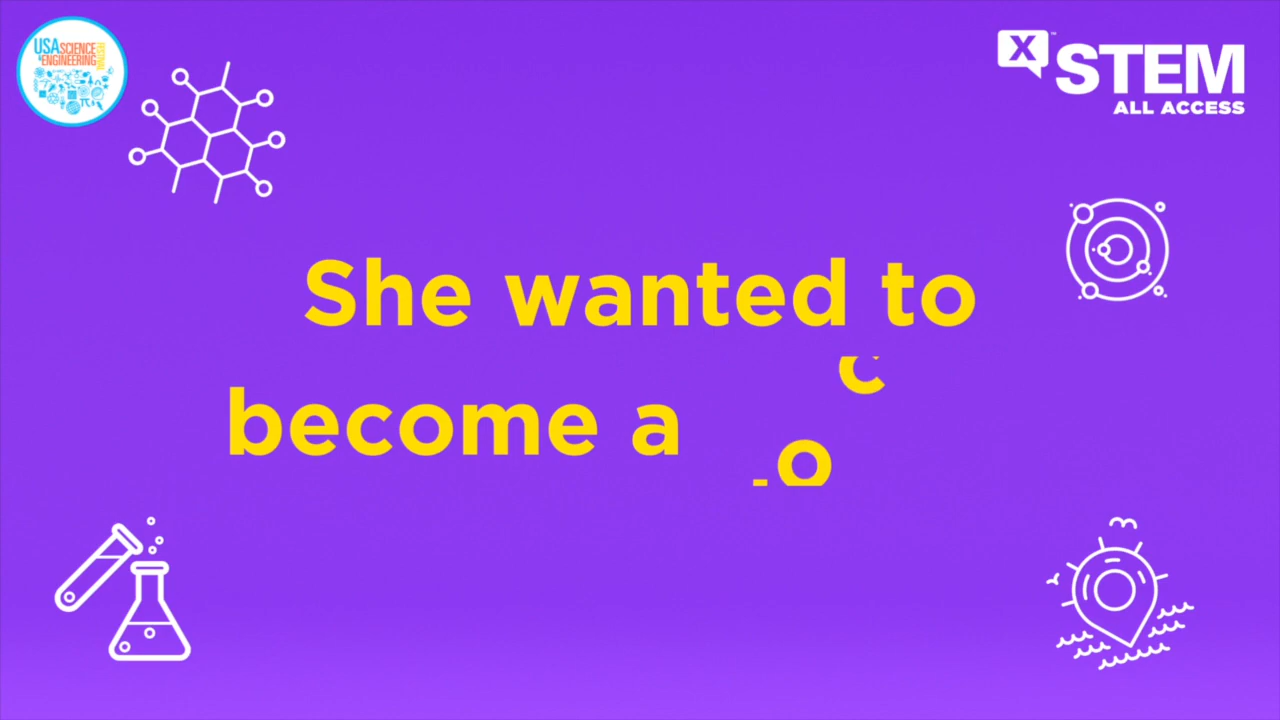 USA SCIENCE
& ENGINEERING
FESTIVAL
X STEM
ALL ACCESS
She wanted to
become a